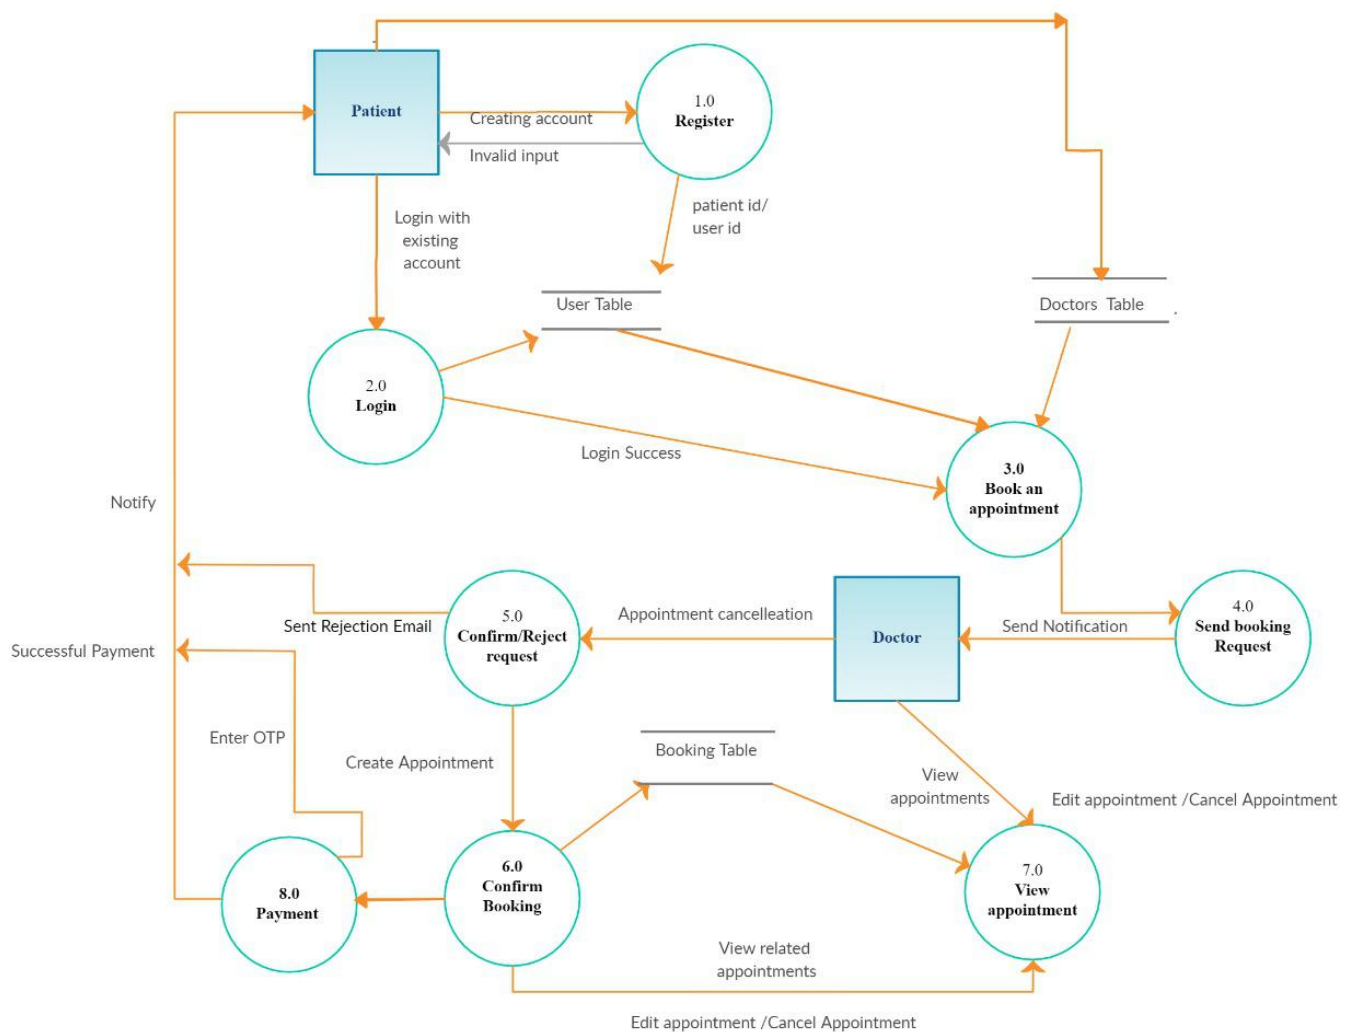 Patient
1.0
Register
Creating account
Invalid input
patient id/
user id
Login with
existing
account
User Table
Doctors Table
.
2.0
Login
Login Success
3.0
Book an
appointment
Notify
Sent Rejection Email
5.0
Confirm/Reject
request
Appointment cancelleation
Doctor
Send Notification
4.0
Send booking
Request
Successful Payment
Enter OTP
Create Appointment
Booking Table
View
appointments
Edit appointment /Cancel Appointment
8.0
Payment
6.0
Confirm
Booking
7.0
View
appointment
View related
appointments
Edit appointment /Cancel Appointment